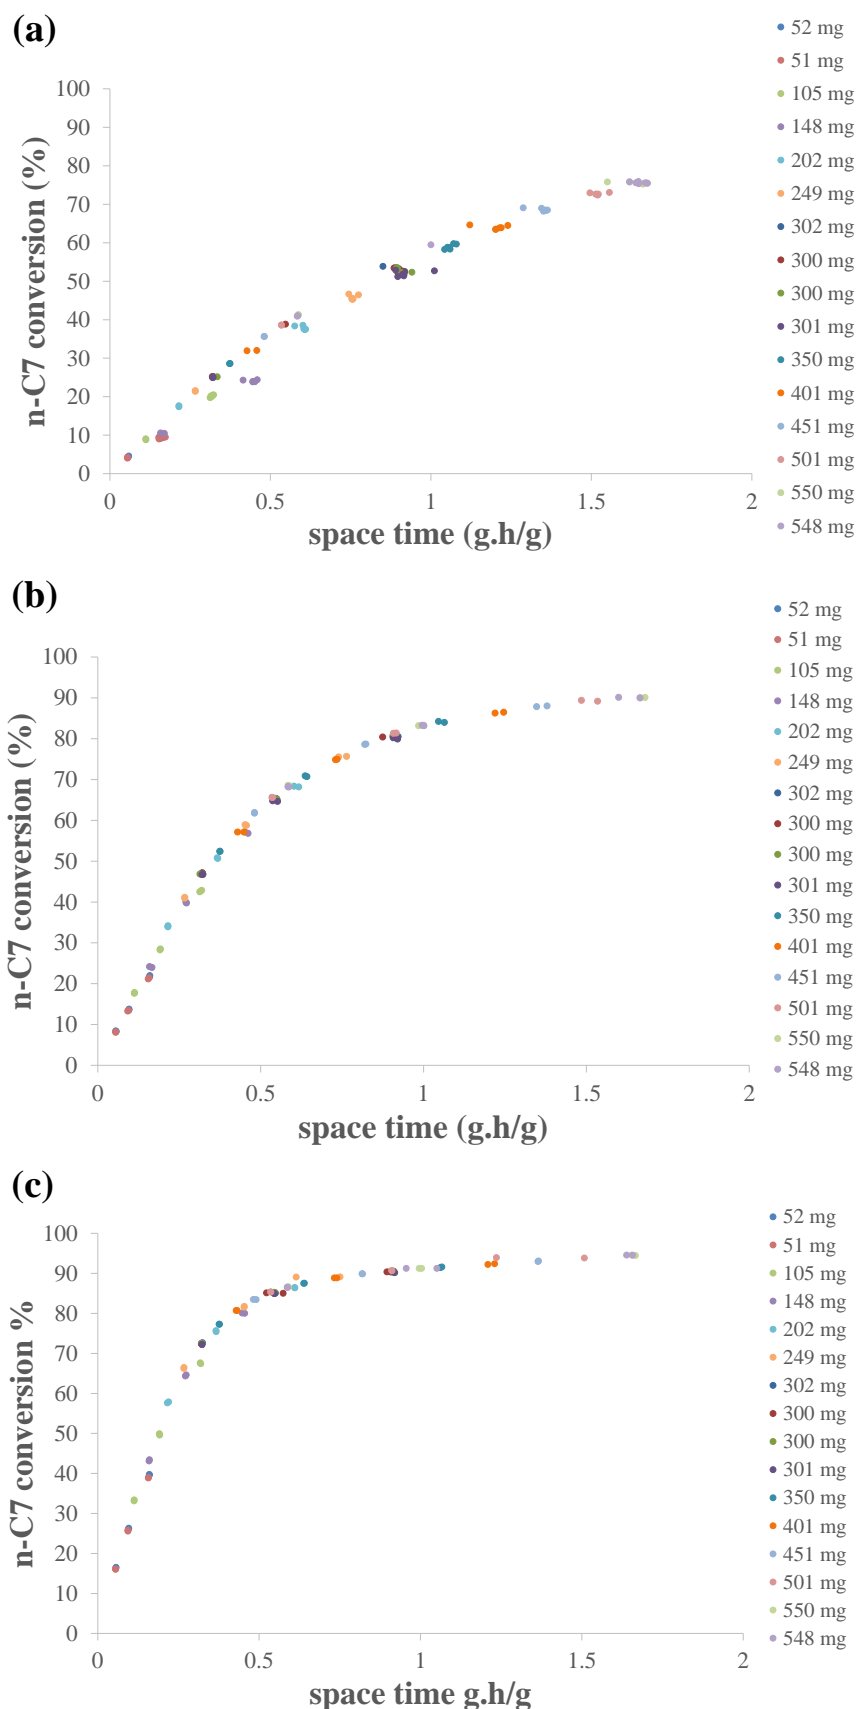 (a)
100
90
80
70
60
50
40
30
20
10
0
n-C7 conversion (%)
0
0.5
1
1.5
2
space time (g.h/g)
52 mg
51 mg
105 mg
148 mg
202 mg
249 mg
302 mg
300 mg
300 mg
301 mg
350 mg
401 mg
451 mg
501 mg
550 mg
548 mg
(b)
100
90
80
70
60
50
40
30
20
10
0
n-C7 conversion (%)
0
0.5
1
1.5
2
space time (g.h/g)
52 mg
51 mg
105 mg
148 mg
202 mg
249 mg
302 mg
300 mg
300 mg
301 mg
350 mg
401 mg
451 mg
501 mg
550 mg
548 mg
(c)
100
90
80
70
60
50
40
30
20
10
0
n-C7 conversion %
0
0.5
1
1.5
2
space time g.h/g
52 mg
51 mg
105 mg
148 mg
202 mg
249 mg
302 mg
300 mg
300 mg
301 mg
350 mg
401 mg
451 mg
501 mg
550 mg
548 mg